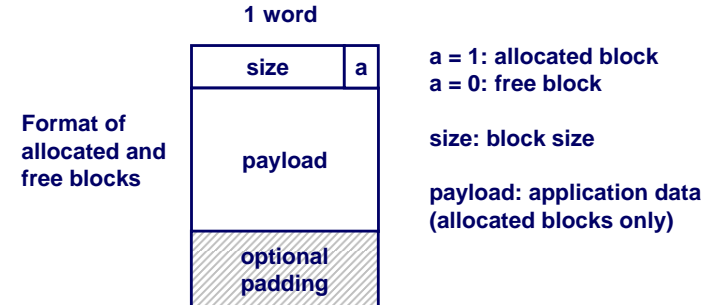 1 word
size
a
a = 1: allocated block
a = 0: free block
Format of
allocated and
free blocks
payload
size: block size
payload: application data
(allocated blocks only)
optional
padding